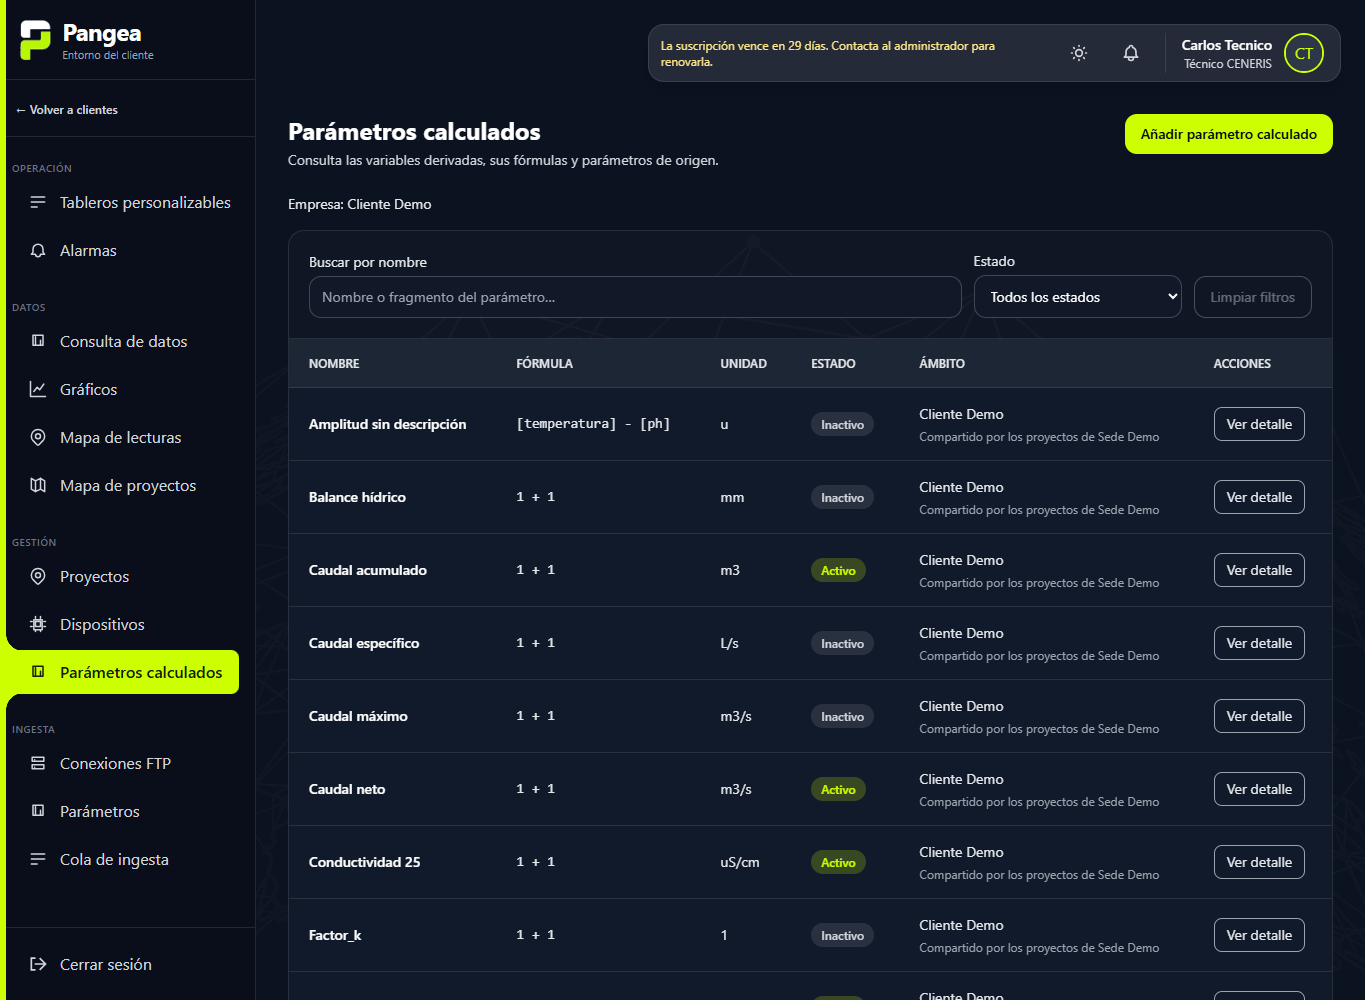 Pangea
Entorno del cliente
La suscripción vence en 29 días. Contacta al administrador para
renovarla.
Carlos Tecnico
Técnico CENERIS
CT
← Volver a clientes
OPERACIÓN
Tableros personalizables
Alarmas
DATOS
Consulta de datos
Gráficos
Mapa de lecturas
Mapa de proyectos
GESTIÓN
Proyectos
Dispositivos
Parámetros calculados
INGESTA
Conexiones FTP
Parámetros
Cola de ingesta
Cerrar sesión
Parámetros calculados
Añadir parámetro calculado
Consulta las variables derivadas, sus fórmulas y parámetros de origen.
Empresa: Cliente Demo
Buscar por nombre
Nombre o fragmento del parámetro...
Estado
Todos los estados
Limpiar filtros
NOMBRE FÓRMULA UNIDAD ESTADO ÁMBITO ACCIONES
Amplitud sin descripción [temperatura] - [ph] u Inactivo Cliente Demo Ver detalle
Compartido por los proyectos de Sede Demo
Balance hídrico 1 + 1 mm Inactivo Cliente Demo Ver detalle
Compartido por los proyectos de Sede Demo
Caudal acumulado 1 + 1 m3 Activo Cliente Demo Ver detalle
Compartido por los proyectos de Sede Demo
Caudal específico 1 + 1 L/s Inactivo Cliente Demo Ver detalle
Compartido por los proyectos de Sede Demo
Caudal máximo 1 + 1 m3/s Inactivo Cliente Demo Ver detalle
Compartido por los proyectos de Sede Demo
Caudal neto 1 + 1 m3/s Activo Cliente Demo Ver detalle
Compartido por los proyectos de Sede Demo
Conductividad 25 1 + 1 uS/cm Activo Cliente Demo Ver detalle
Compartido por los proyectos de Sede Demo
Factor_k 1 + 1 1 Inactivo Cliente Demo Ver detalle
Compartido por los proyectos de Sede Demo
Cliente Demo